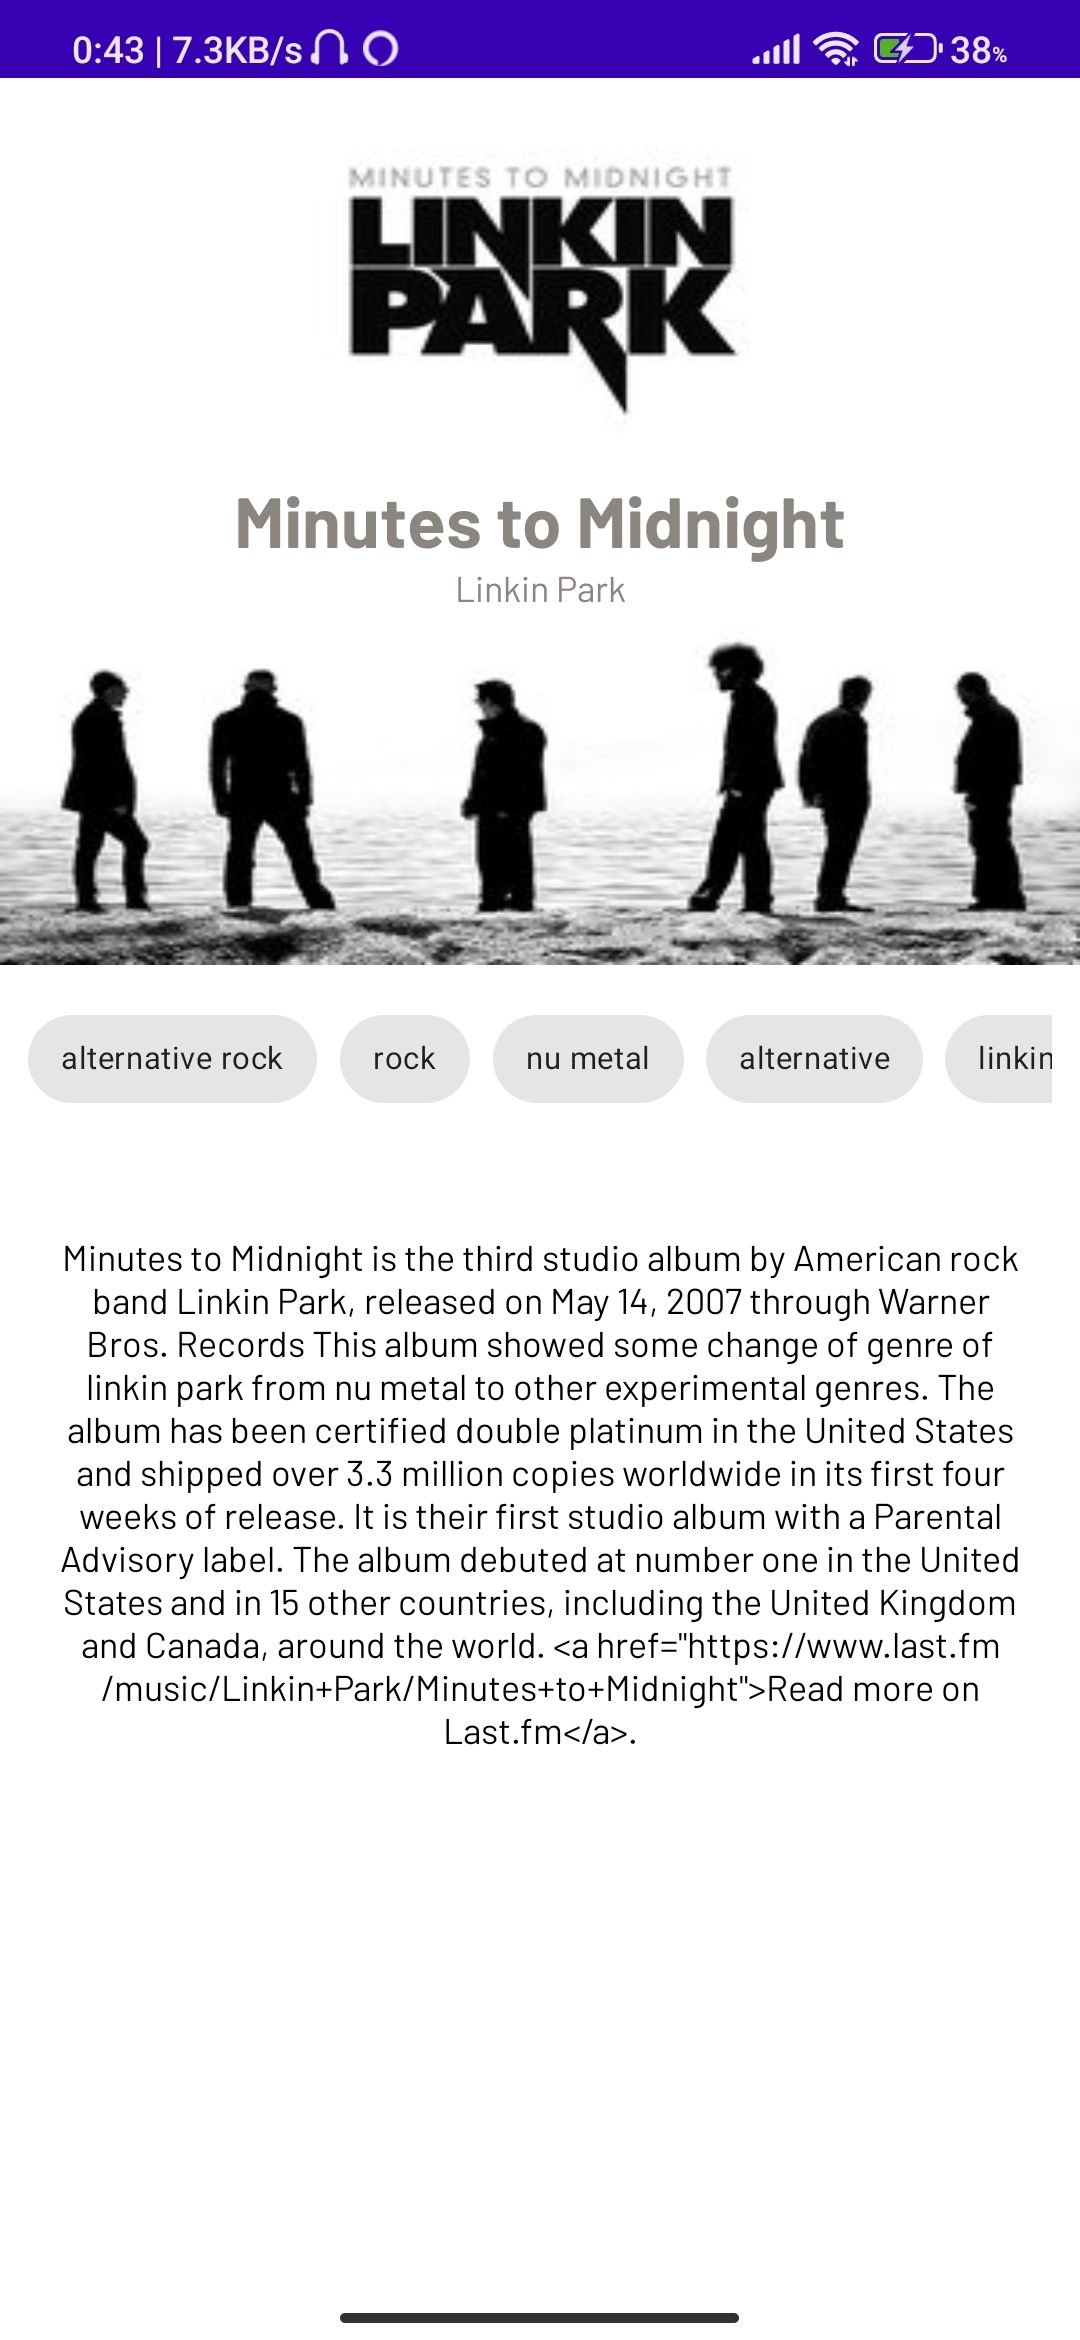 0:43 | 7.3KB/s 38%
MINUTES TO MIDNIGHT
LINKIN
PARK
Minutes to Midnight
Linkin Park
alternative rock rock nu metal alternative linkin
Minutes to Midnight is the third studio album by American rock
band Linkin Park, released on May 14, 2007 through Warner
Bros. Records This album showed some change of genre of
linkin park from nu metal to other experimental genres. The
album has been certified double platinum in the United States
and shipped over 3.3 million copies worldwide in its first four
weeks of release. It is their first studio album with a Parental
Advisory label. The album debuted at number one in the United
States and in 15 other countries, including the United Kingdom
and Canada, around the world. <a href="https://www.last.fm
/music/Linkin+Park/Minutes+to+Midnight">Read more on
Last.fm</a>.